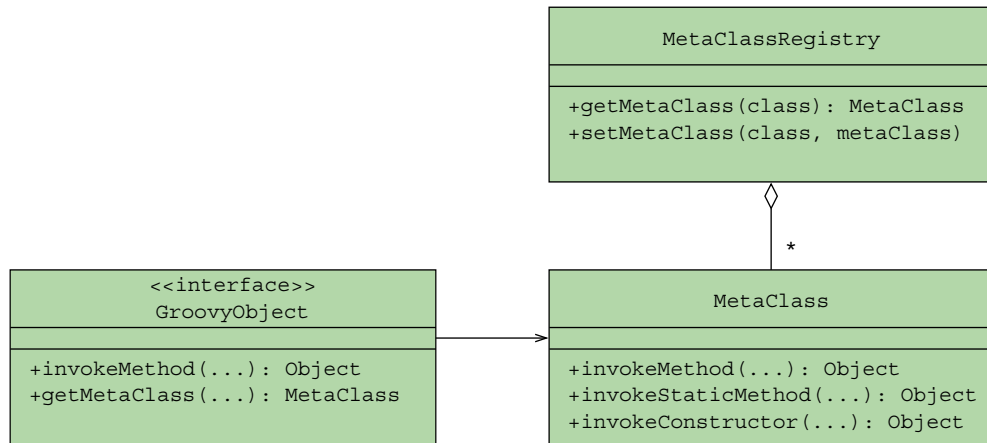 MetaClassRegistry
+getMetaClass(class): MetaClass
+setMetaClass(class, metaClass)
*
<<interface>>
GroovyObject
+invokeMethod(...): Object
+getMetaClass(...): MetaClass
MetaClass
+invokeMethod(...): Object
+invokeStaticMethod(...): Object
+invokeConstructor(...): Object